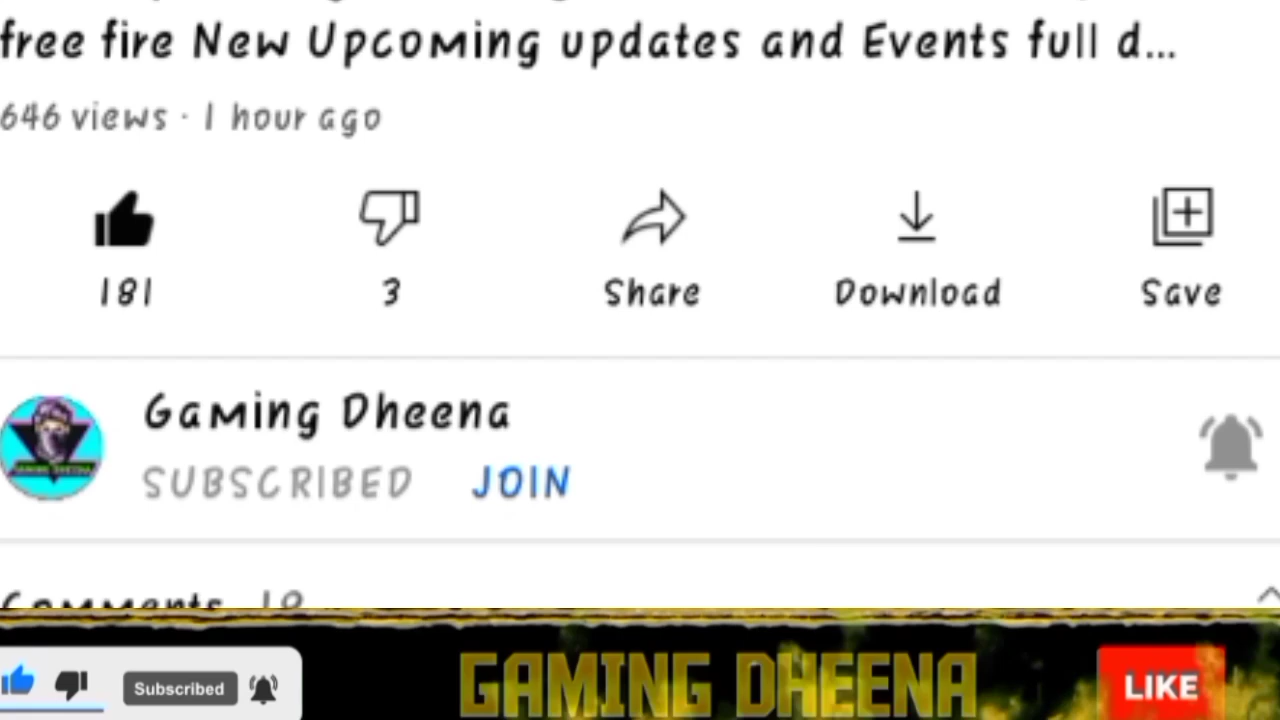 free fire New Upcoming updates and Events full d...
646 views · 1 hour ago
181 3 Share Download Save
Gaming Dheena
SUBSCRIBED JOIN
Comments
Subscribed GAMING DHEENA LIKE